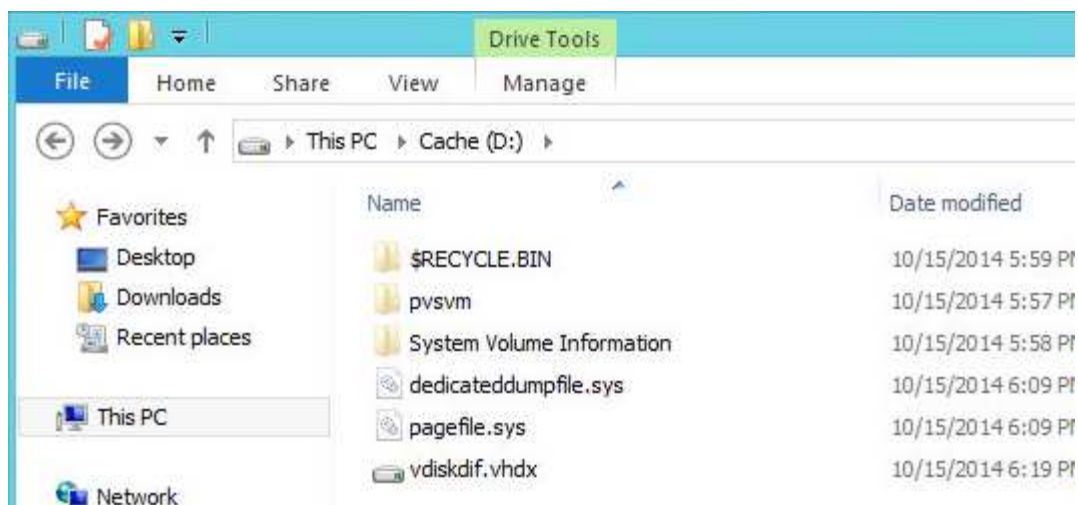 Drive Tools
File Home Share View Manage
This PC Cache (D:)
Name Date modified
Favorites
Desktop
Downloads
Recent places
This PC
Network
$RECYCLE.BIN 10/15/2014 5:59 PM
pvsvm 10/15/2014 5:57 PM
System Volume Information 10/15/2014 5:58 PM
dedicateddumpfile.sys 10/15/2014 6:09 PM
pagefile.sys 10/15/2014 6:09 PM
vdiskdif.vhdx 10/15/2014 6:19 PM